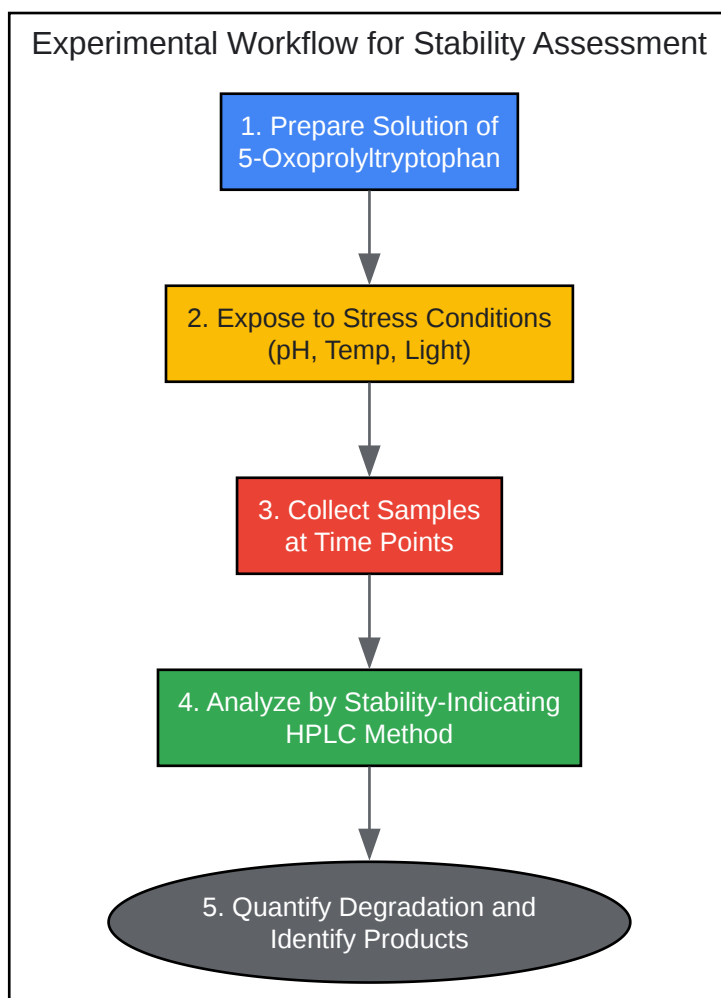 Experimental Workflow for Stability Assessment
1. Prepare Solution of
5-Oxoprolyltryptophan
2. Expose to Stress Conditions
(pH, Temp, Light)
3. Collect Samples
at Time Points
4. Analyze by Stability-Indicating
HPLC Method
5. Quantify Degradation and
Identify Products